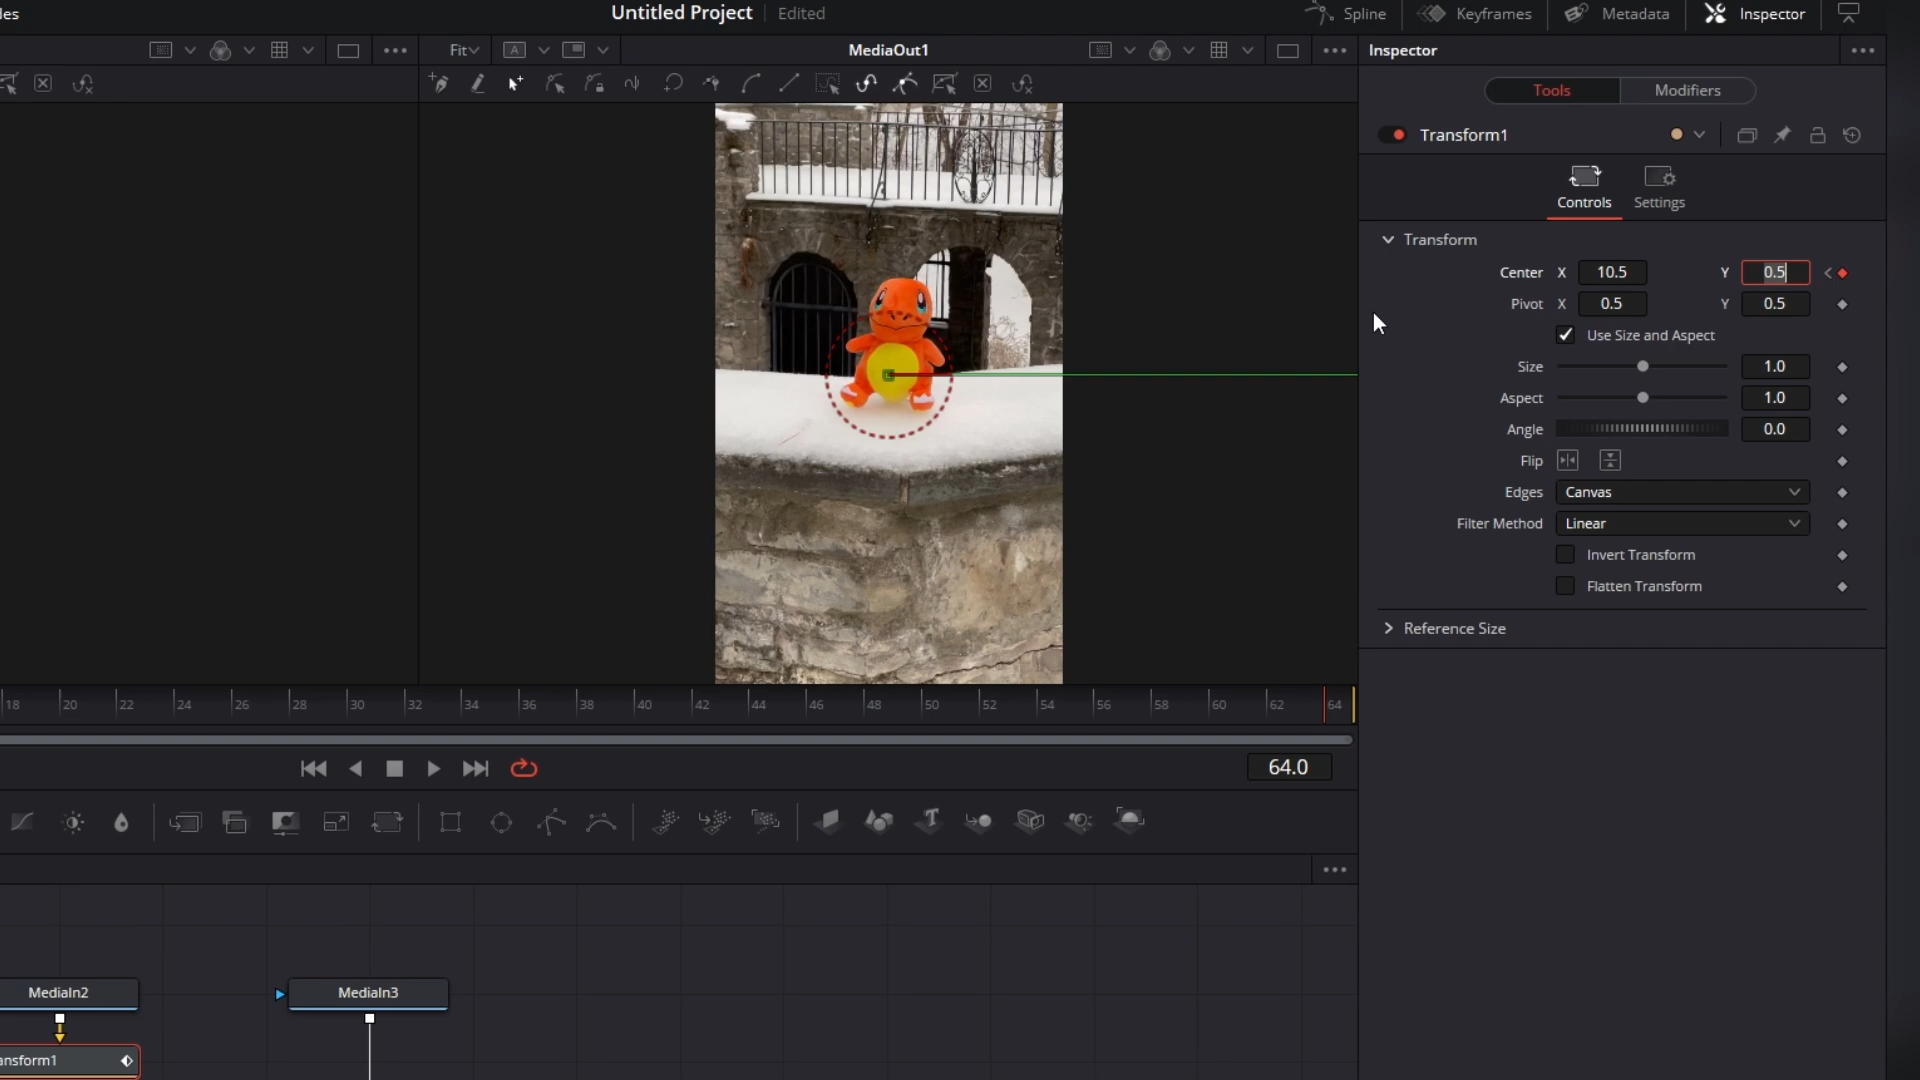 les
Untitled Project
Edited
Spline
Keyframes
Metadata
Inspector
Fit
A
MediaOut1
Inspector
Tools
Modifiers
Transform1
Controls
Settings
Transform
Center X 10.5 Y 0.5
Pivot X 0.5 Y 0.5
Use Size and Aspect
Size 1.0
Aspect 1.0
Angle 0.0
Flip
Edges Canvas
Filter Method Linear
Invert Transform
Flatten Transform
Reference Size
18 20 22 24 26 28 30 32 34 36 38 40 42 44 46 48 50 52 54 56 58 60 62 64
64.0
T
MediaIn2
MediaIn3
ansform1